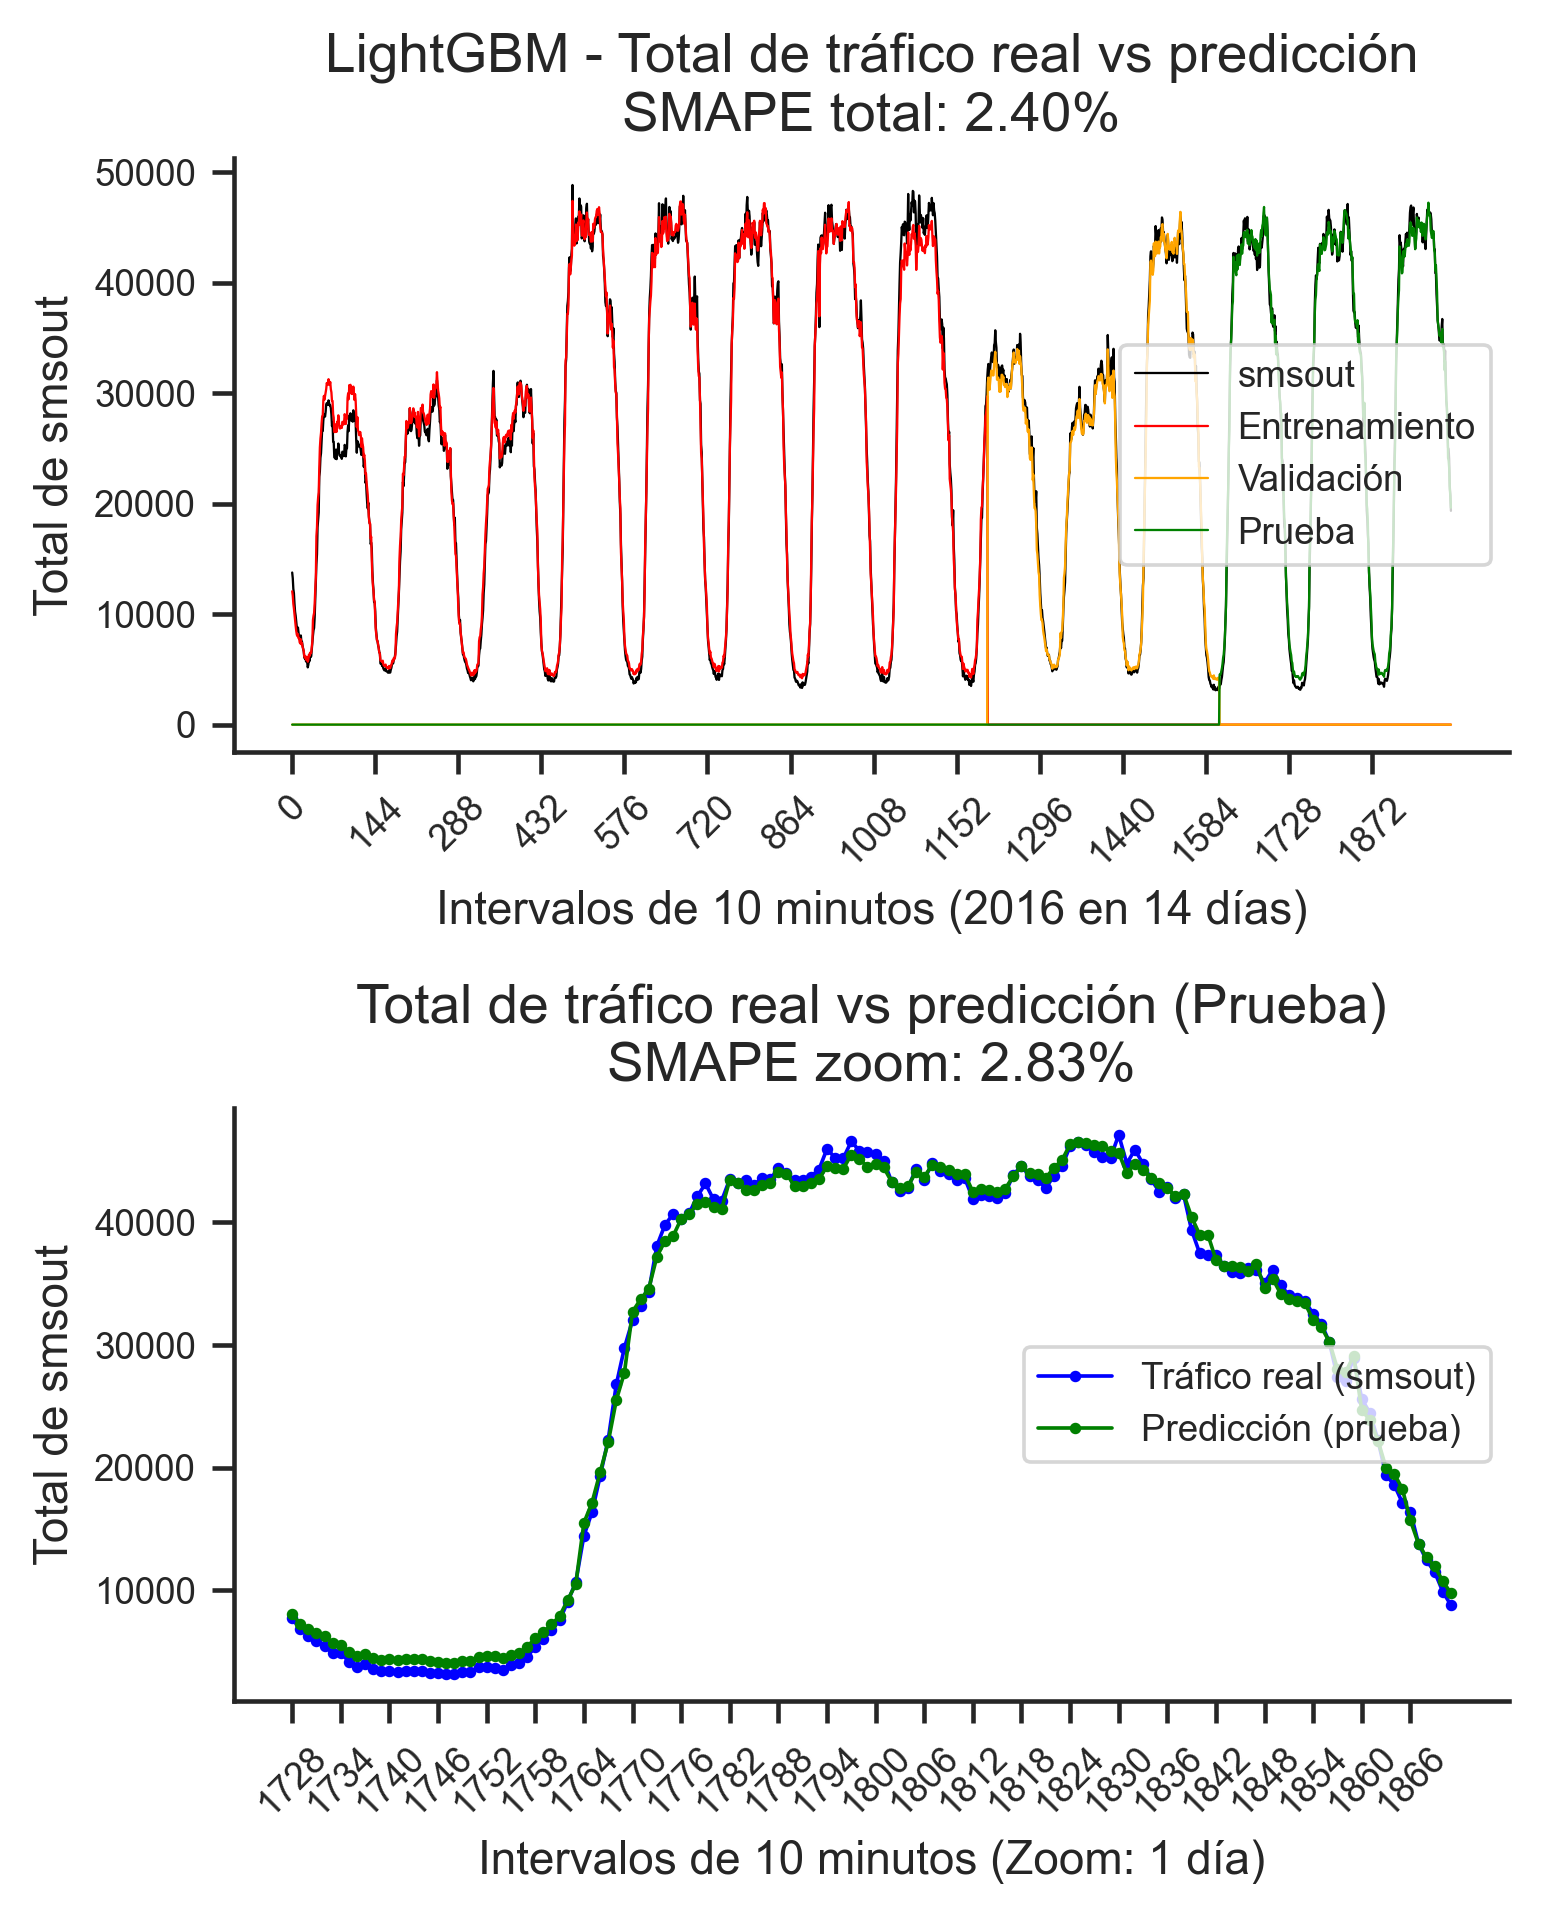 LightGBM - Total de tráfico real vs predicción
SMAPE total: 2.40%
Total de smsout
50000
40000
30000
20000
10000
0
smsout
Entrenamiento
Validación
Prueba
0 144 288 432 576 720 864 1008 1152 1296 1440 1584 1728 1872
Intervalos de 10 minutos (2016 en 14 días)
Total de tráfico real vs predicción (Prueba)
SMAPE zoom: 2.83%
Total de smsout
40000
30000
20000
10000
Tráfico real (smsout)
Predicción (prueba)
1728 1734 1740 1746 1752 1758 1764 1770 1776 1782 1788 1794 1800 1806 1812 1818 1824 1830 1836 1842 1848 1854 1860 1866
Intervalos de 10 minutos (Zoom: 1 día)